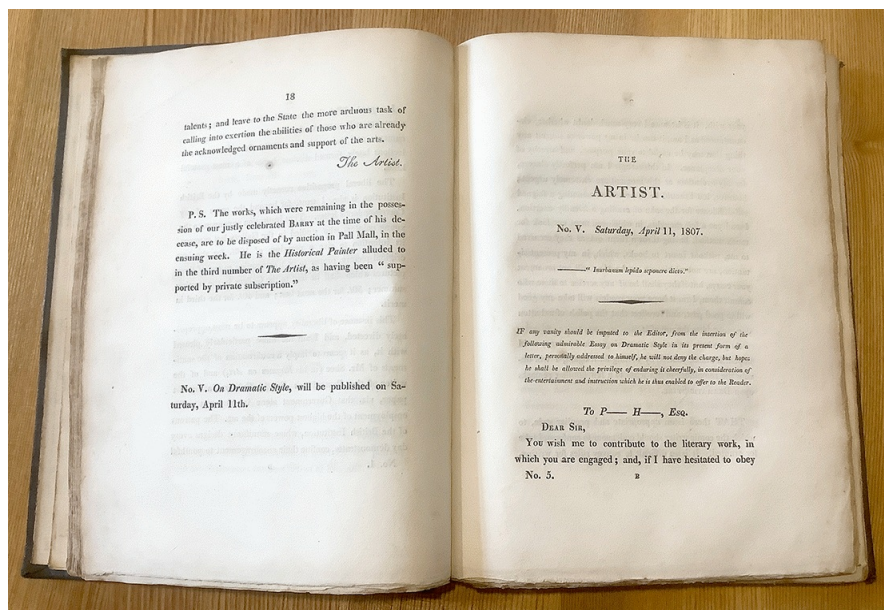 18
talents; and leave to the State the more arduous task of
calling into exertion the abilities of those who are already
the acknowledged ornaments and support of the arts.
The Artist.
P. S. The works, which were remaining in the posses-
sion of our justly celebrated BARRY at the time of his de-
cease, are to be disposed of by auction in Pall Mall, in the
ensuing week. He is the Historical Painter alluded to
in the third number of The Artist, as having been “ sup-
ported by private subscription.”
No. V. On Dramatic Style, will be published on Sa-
turday, April 11th.
THE
ARTIST.
No. V. Saturday, April 11, 1807.
———“ Inurbanum lepido seponere dicto.”
IF any vanity should be imputed to the Editor, from the insertion of the
following admirable Essay on Dramatic Style in its present form of a
letter, personally addressed to himself, he will not deny the charge, but hopes
he shall be allowed the privilege of enduring it cheerfully, in consideration of
the entertainment and instruction which he is thus enabled to offer to the Reader.
To P—— H——, ESQ.
DEAR SIR,
YOU wish me to contribute to the literary work, in
which you are engaged; and, if I have hesitated to obey
No. 5. B